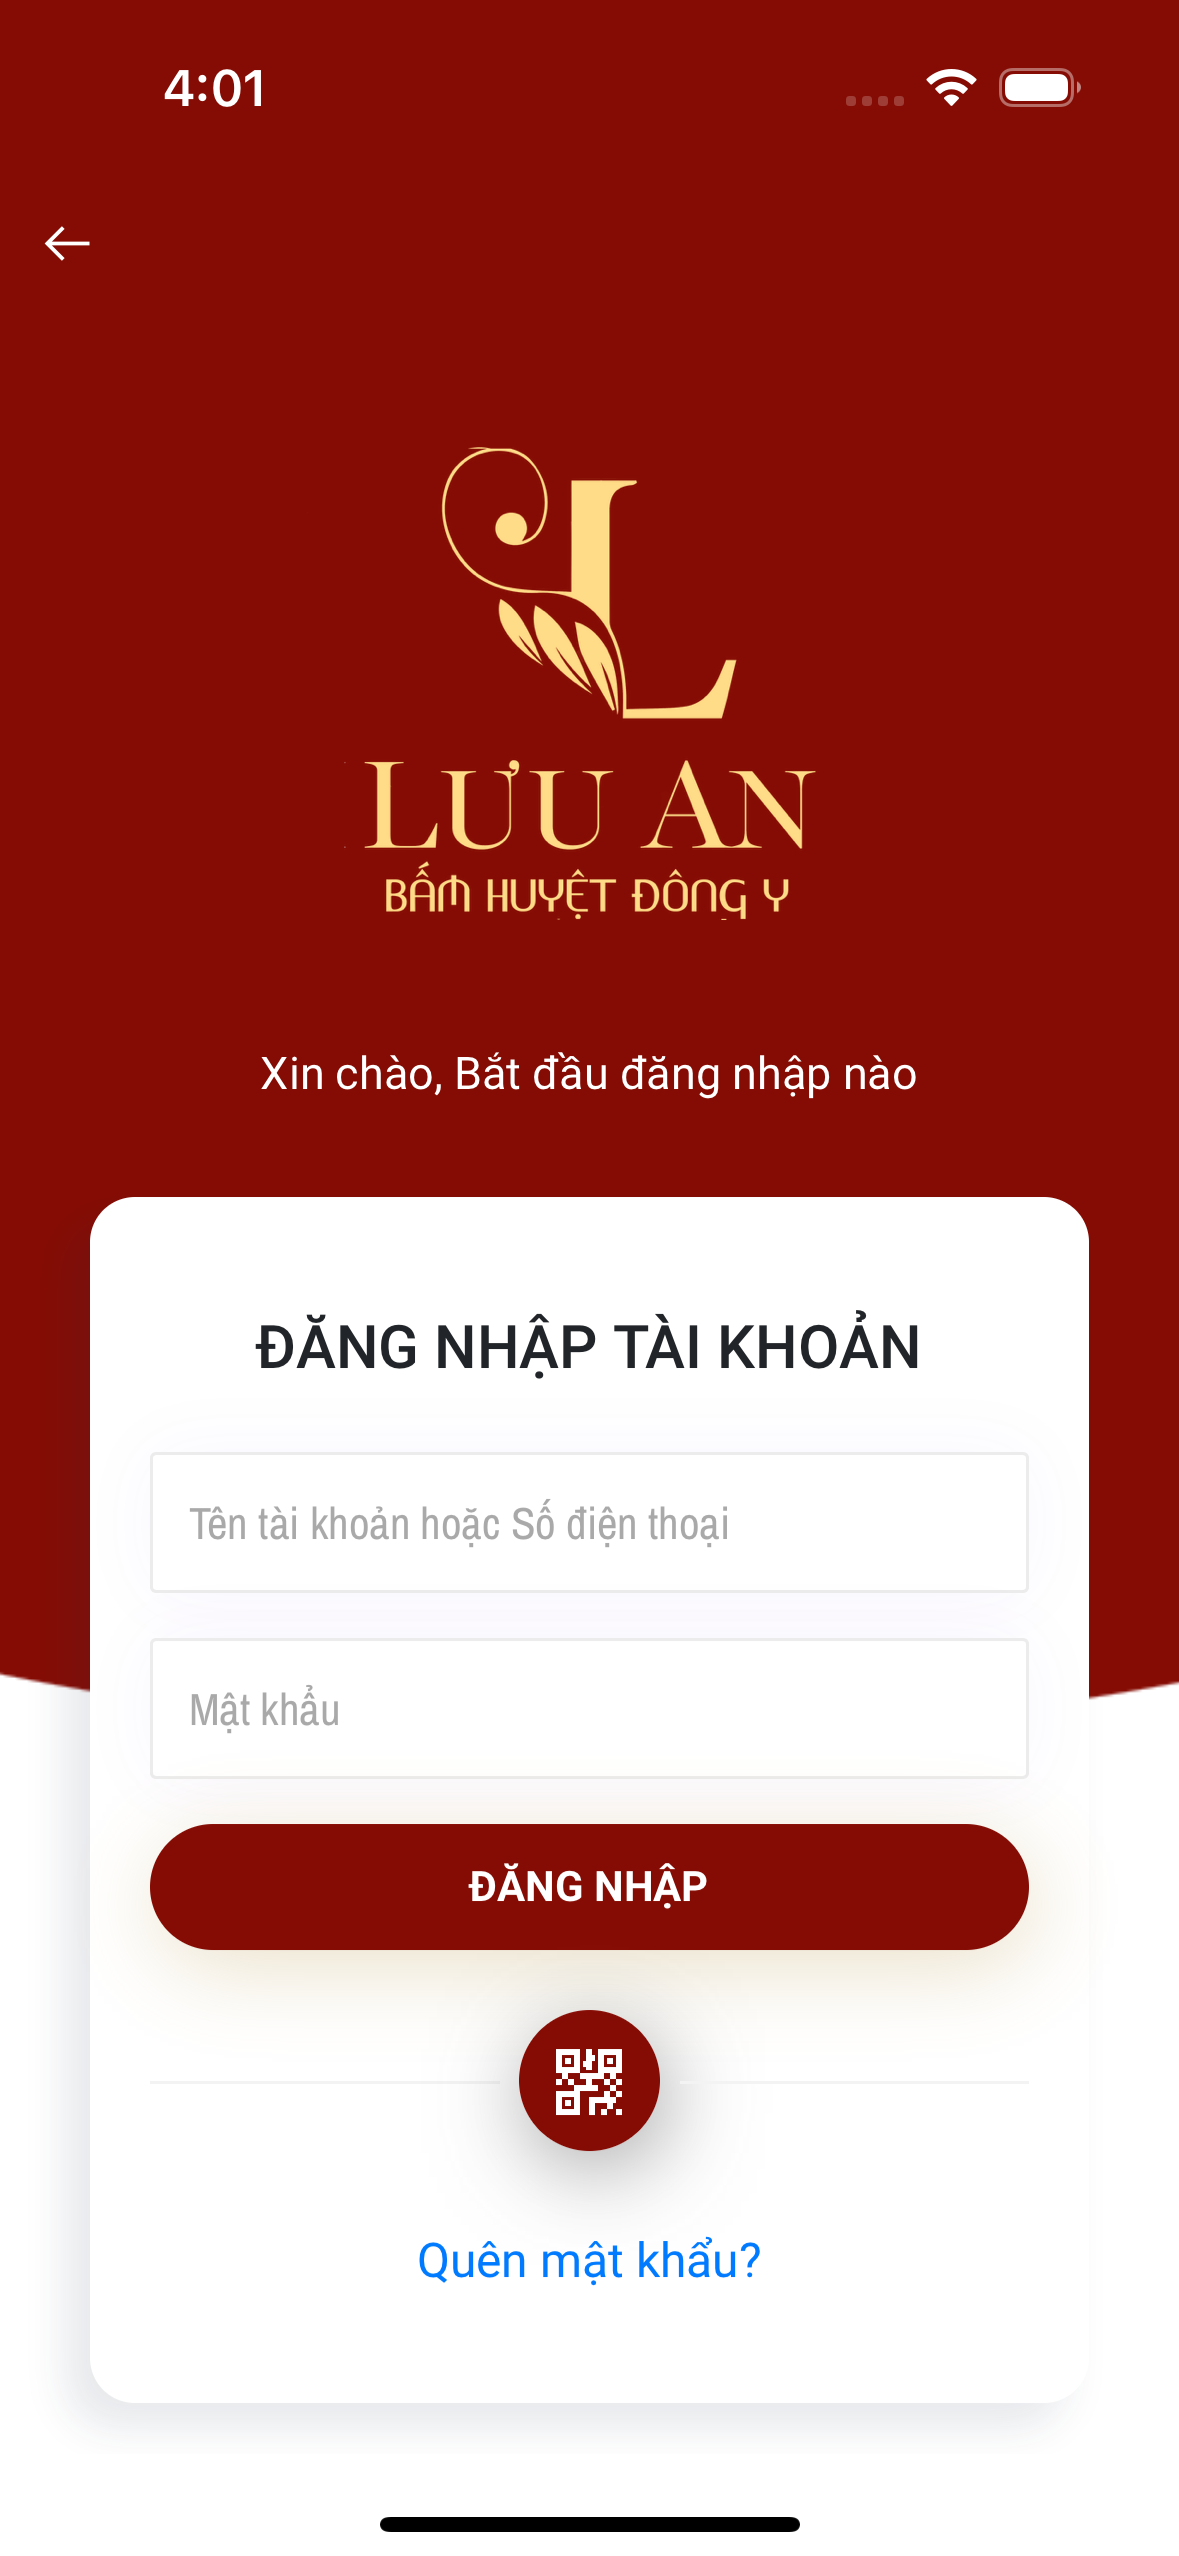 4:01
L
LƯU AN
BẤM HUYỆT ĐÔNG Y
Xin chào, Bắt đầu đăng nhập nào
ĐĂNG NHẬP TÀI KHOẢN
Tên tài khoản hoặc Số điện thoại
Mật khẩu
ĐĂNG NHẬP
Quên mật khẩu?